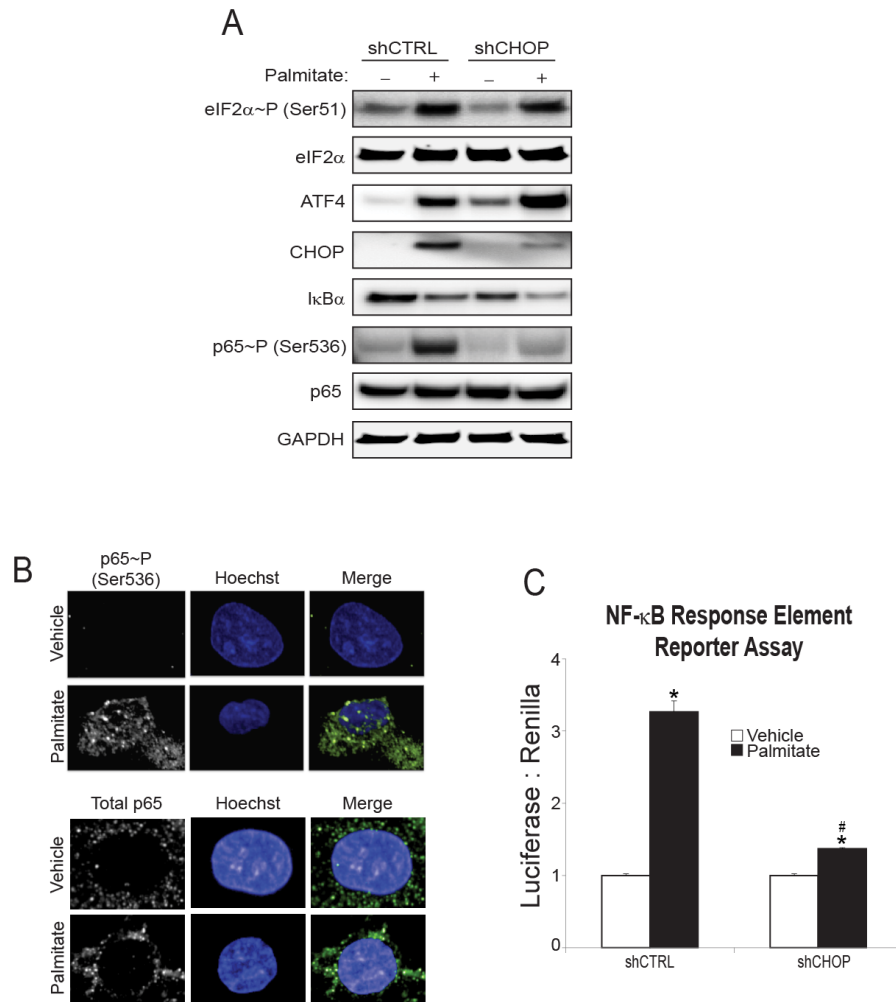 A
shCTRL shCHOP
Palmitate: – + – +
eIF2α~P (Ser51)
eIF2α
ATF4
CHOP
IκBα
p65~P (Ser536)
p65
GAPDH
B
p65~P
(Ser536) Hoechst Merge
Vehicle
Palmitate
Total p65 Hoechst Merge
Vehicle
Palmitate
C
NF-κB Response Element
Reporter Assay
Luciferase : Renilla
4
3
2
1
0
*
#
*
Vehicle
Palmitate
shCTRL shCHOP